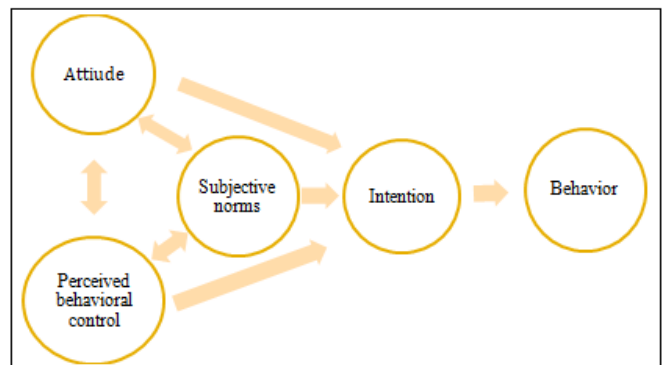 Attiude
Subjective
norms
Intention
Behavior
Perceived
behavioral
control